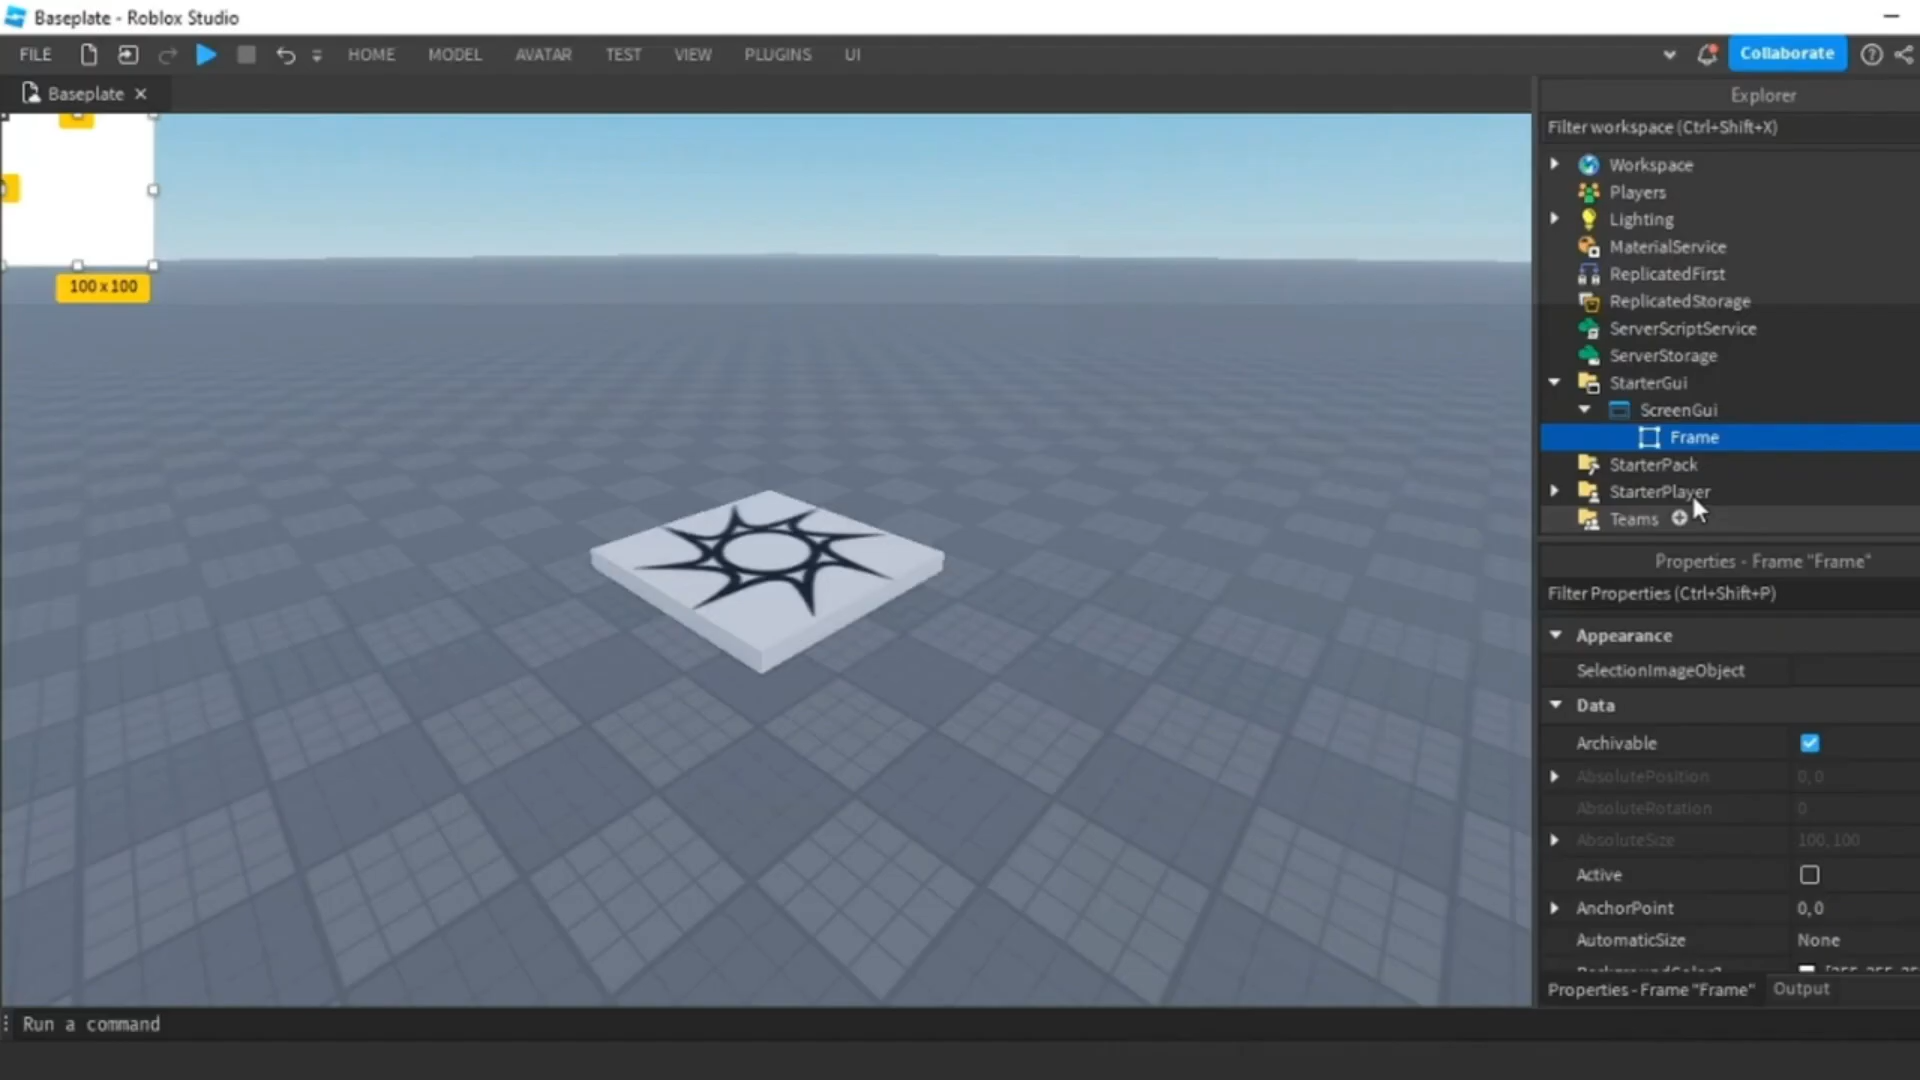 Baseplate - Roblox Studio
FILE HOME MODEL AVATAR TEST VIEW PLUGINS UI Collaborate
Baseplate
100 x 100
Explorer
Filter workspace (Ctrl+Shift+X)
Workspace
Players
Lighting
MaterialService
ReplicatedFirst
ReplicatedStorage
ServerScriptService
ServerStorage
StarterGui
ScreenGui
Frame
StarterPack
StarterPlayer
Teams
Properties - Frame "Frame"
Filter Properties (Ctrl+Shift+P)
Appearance
SelectionImageObject
Data
Archivable
AbsolutePosition 0, 0
AbsoluteRotation 0
AbsoluteSize 100, 100
Active
AnchorPoint 0, 0
AutomaticSize None
Properties - Frame "Frame" Output
Run a command